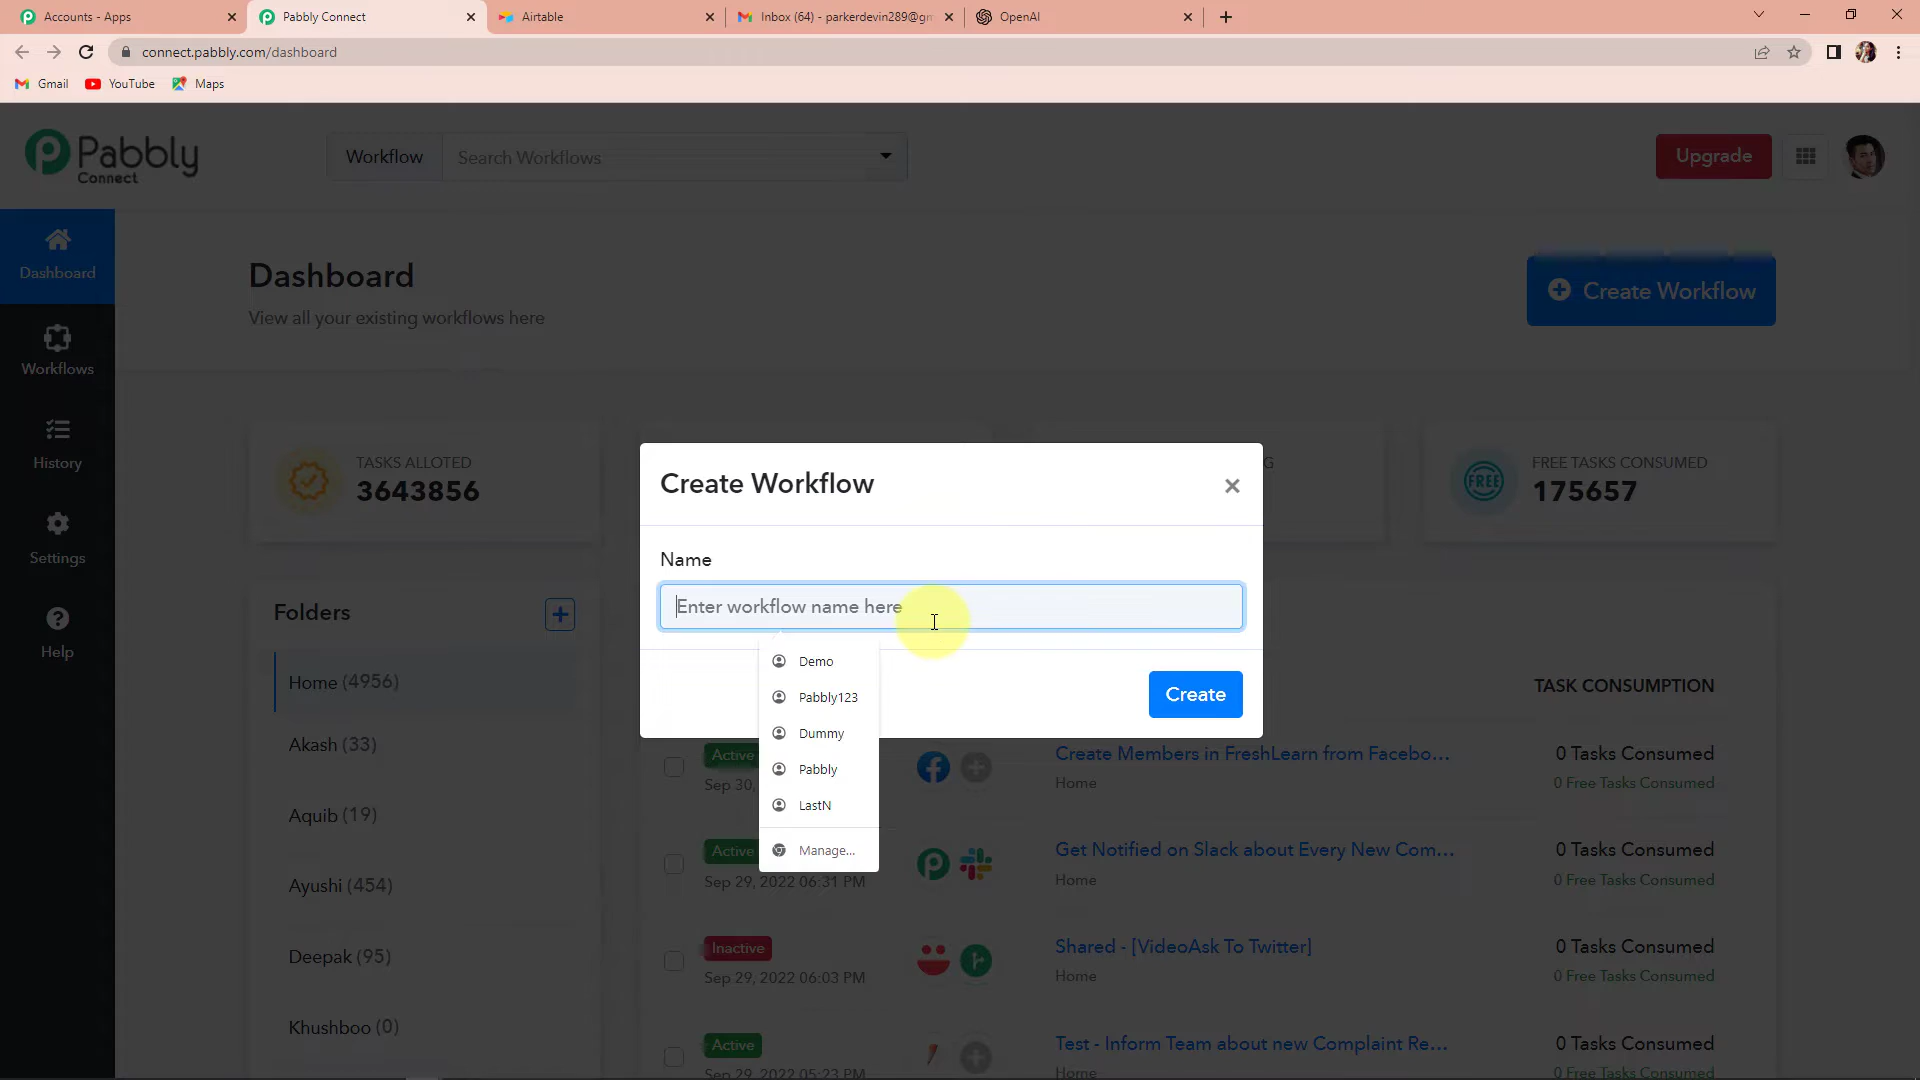 Accounts - Apps
Pabbly Connect
Airtable
Inbox (64) - parkerdevin289@gm
OpenAI
connect.pabbly.com/dashboard
Gmail
YouTube
Maps
Pabbly
Connect
Workflow
Search Workflows
Upgrade
Dashboard
Workflows
History
Settings
Help
Dashboard
View all your existing workflows here
Create Workflow
TASKS ALLOTED
3643856
G
FREE TASKS CONSUMED
FREE
175657
Folders
Home (4956)
Akash (33)
Aquib (19)
Ayushi (454)
Deepak (95)
Khushboo (0)
Create Workflow
Name
Enter workflow name here
Create
Demo
Pabbly123
Dummy
Pabbly
LastN
Manage...
TASK CONSUMPTION
Active
Sep 30,
Create Members in FreshLearn from Facebo...
Home
0 Tasks Consumed
0 Free Tasks Consumed
Active
Sep 29, 2022 06:31 PM
Get Notified on Slack about Every New Com...
Home
0 Tasks Consumed
0 Free Tasks Consumed
Inactive
Sep 29, 2022 06:03 PM
Shared - [VideoAsk To Twitter]
Home
0 Tasks Consumed
0 Free Tasks Consumed
Active
Sep 29, 2022 05:23 PM
Test - Inform Team about new Complaint Re...
Home
0 Tasks Consumed
0 Free Tasks Consumed